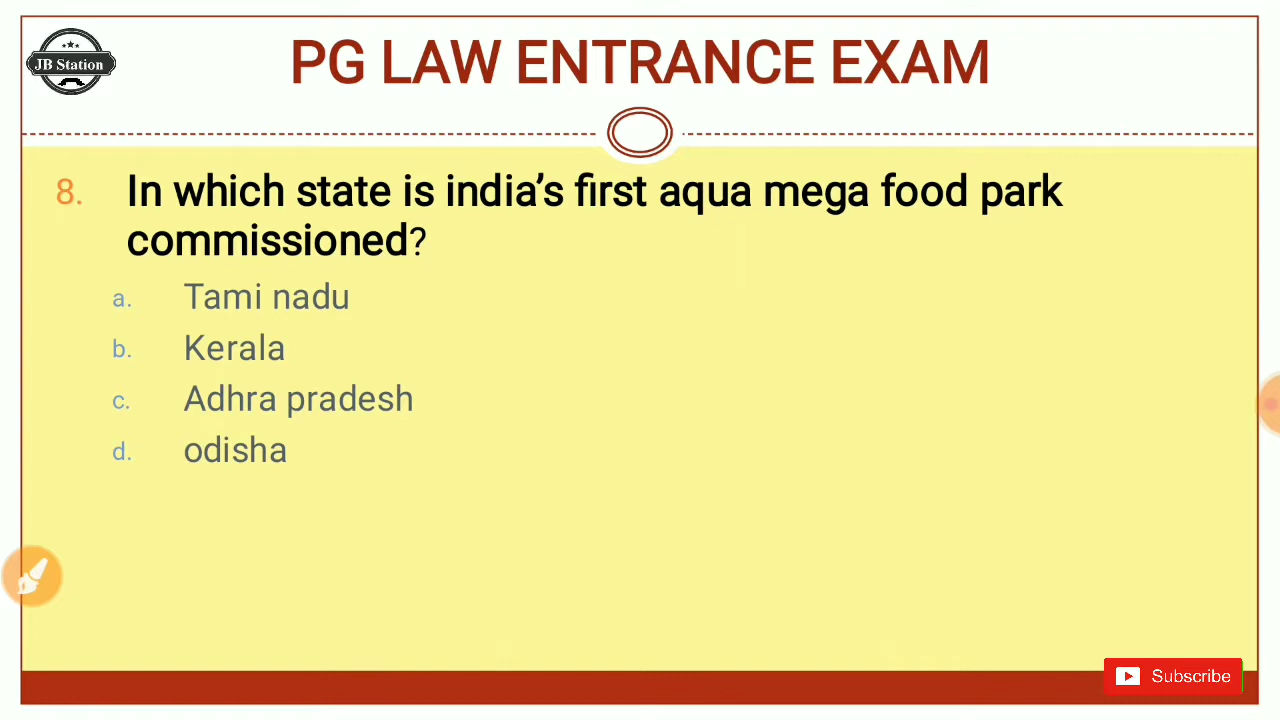 JB Station
PG LAW ENTRANCE EXAM
8. In which state is india’s first aqua mega food park
commissioned?
a. Tami nadu
b. Kerala
c. Adhra pradesh
d. odisha
Subscribe